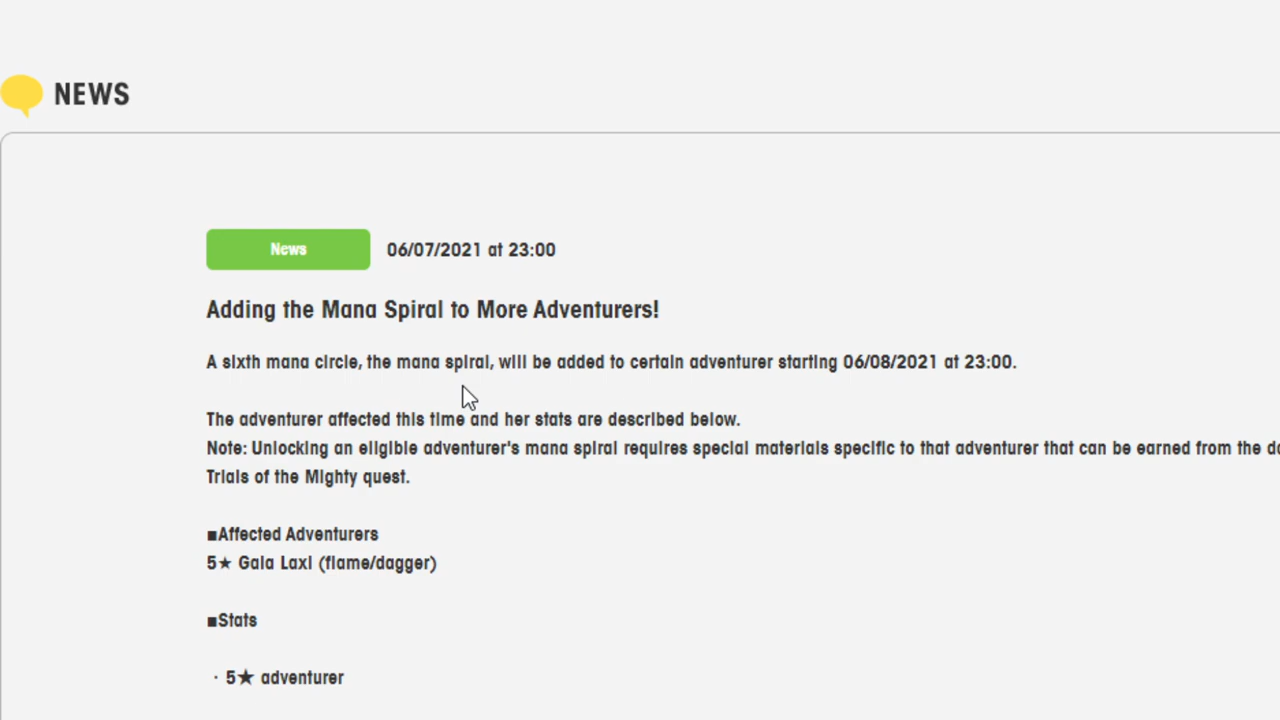 NEWS
News 06/07/2021 at 23:00
Adding the Mana Spiral to More Adventurers!
A sixth mana circle, the mana spiral, will be added to certain adventurer starting 06/08/2021 at 23:00.
The adventurer affected this time and her stats are described below.
Note: Unlocking an eligible adventurer's mana spiral requires special materials specific to that adventurer that can be earned from the
Trials of the Mighty quest.
■Affected Adventurers
5★ Gala Laxi (flame/dagger)
■Stats
・5★ adventurer